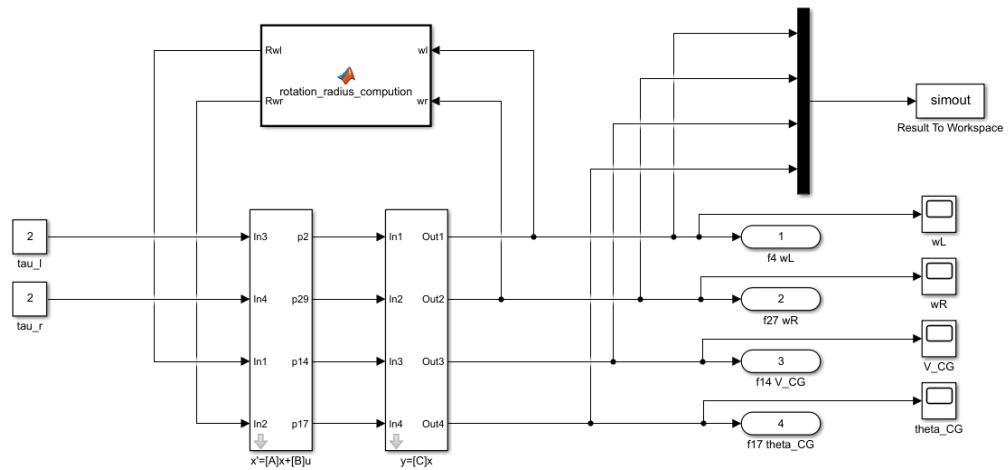 Rwl
wl
rotation_radius_compution
Rwr
wr
simout
Result To Workspace
2
tau_l
In3
p2
In1
Out1
1
f4 wL
wL
2
tau_r
In4
p29
In2
Out2
2
f27 wR
wR
In1
p14
In3
Out3
3
f14 V_CG
V_CG
In2
p17
In4
Out4
4
f17 theta_CG
theta_CG
x'=[A]x+[B]u
y=[C]x